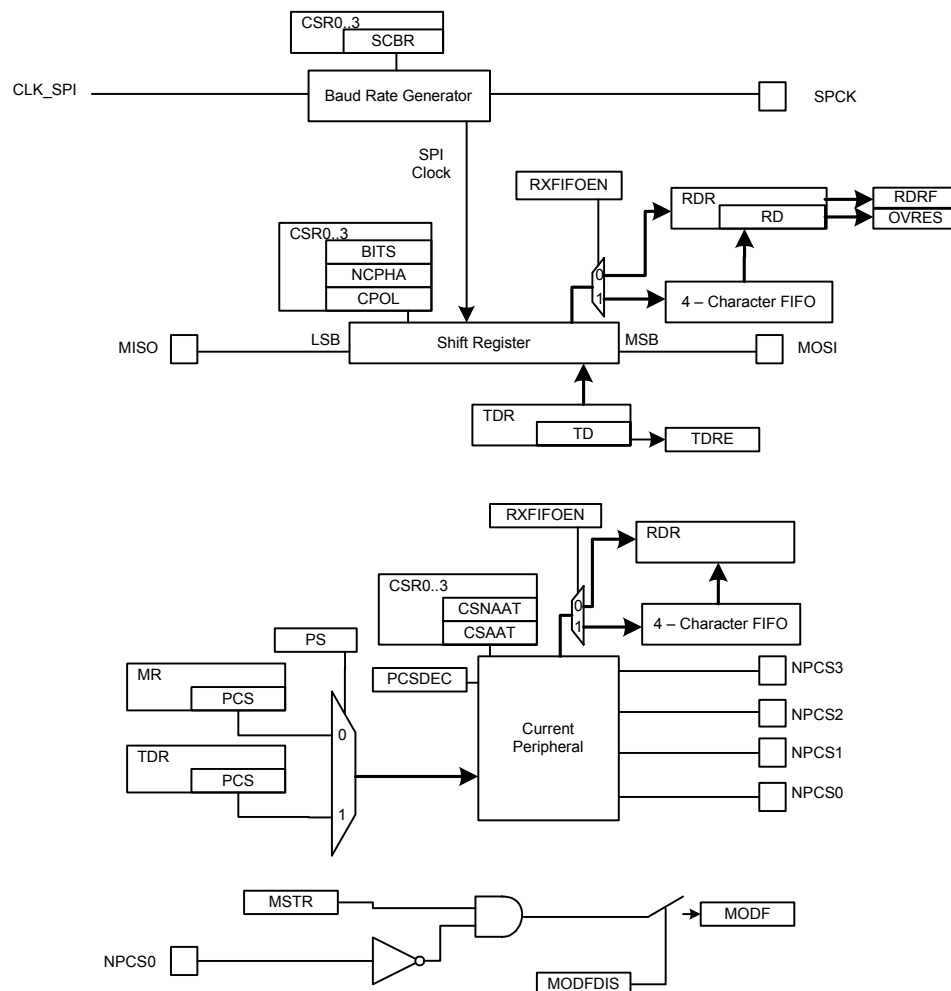 CSR0..3
SCBR
CLK_SPI
Baud Rate Generator
SPCK
SPI
Clock
RXFIFOEN
RDR
RD
RDRF
OVRES
CSR0..3
BITS
NCPHA
CPOL
0
1
4 – Character FIFO
MISO
LSB
Shift Register
MSB
MOSI
TDR
TD
TDRE
RXFIFOEN
RDR
CSR0..3
CSNAAT
CSAAT
0
1
4 – Character FIFO
PS
MR
PCS
PCSDEC
NPCS3
0
NPCS2
Current
Peripheral
TDR
PCS
NPCS1
1
NPCS0
MSTR
MODF
NPCS0
MODFDIS